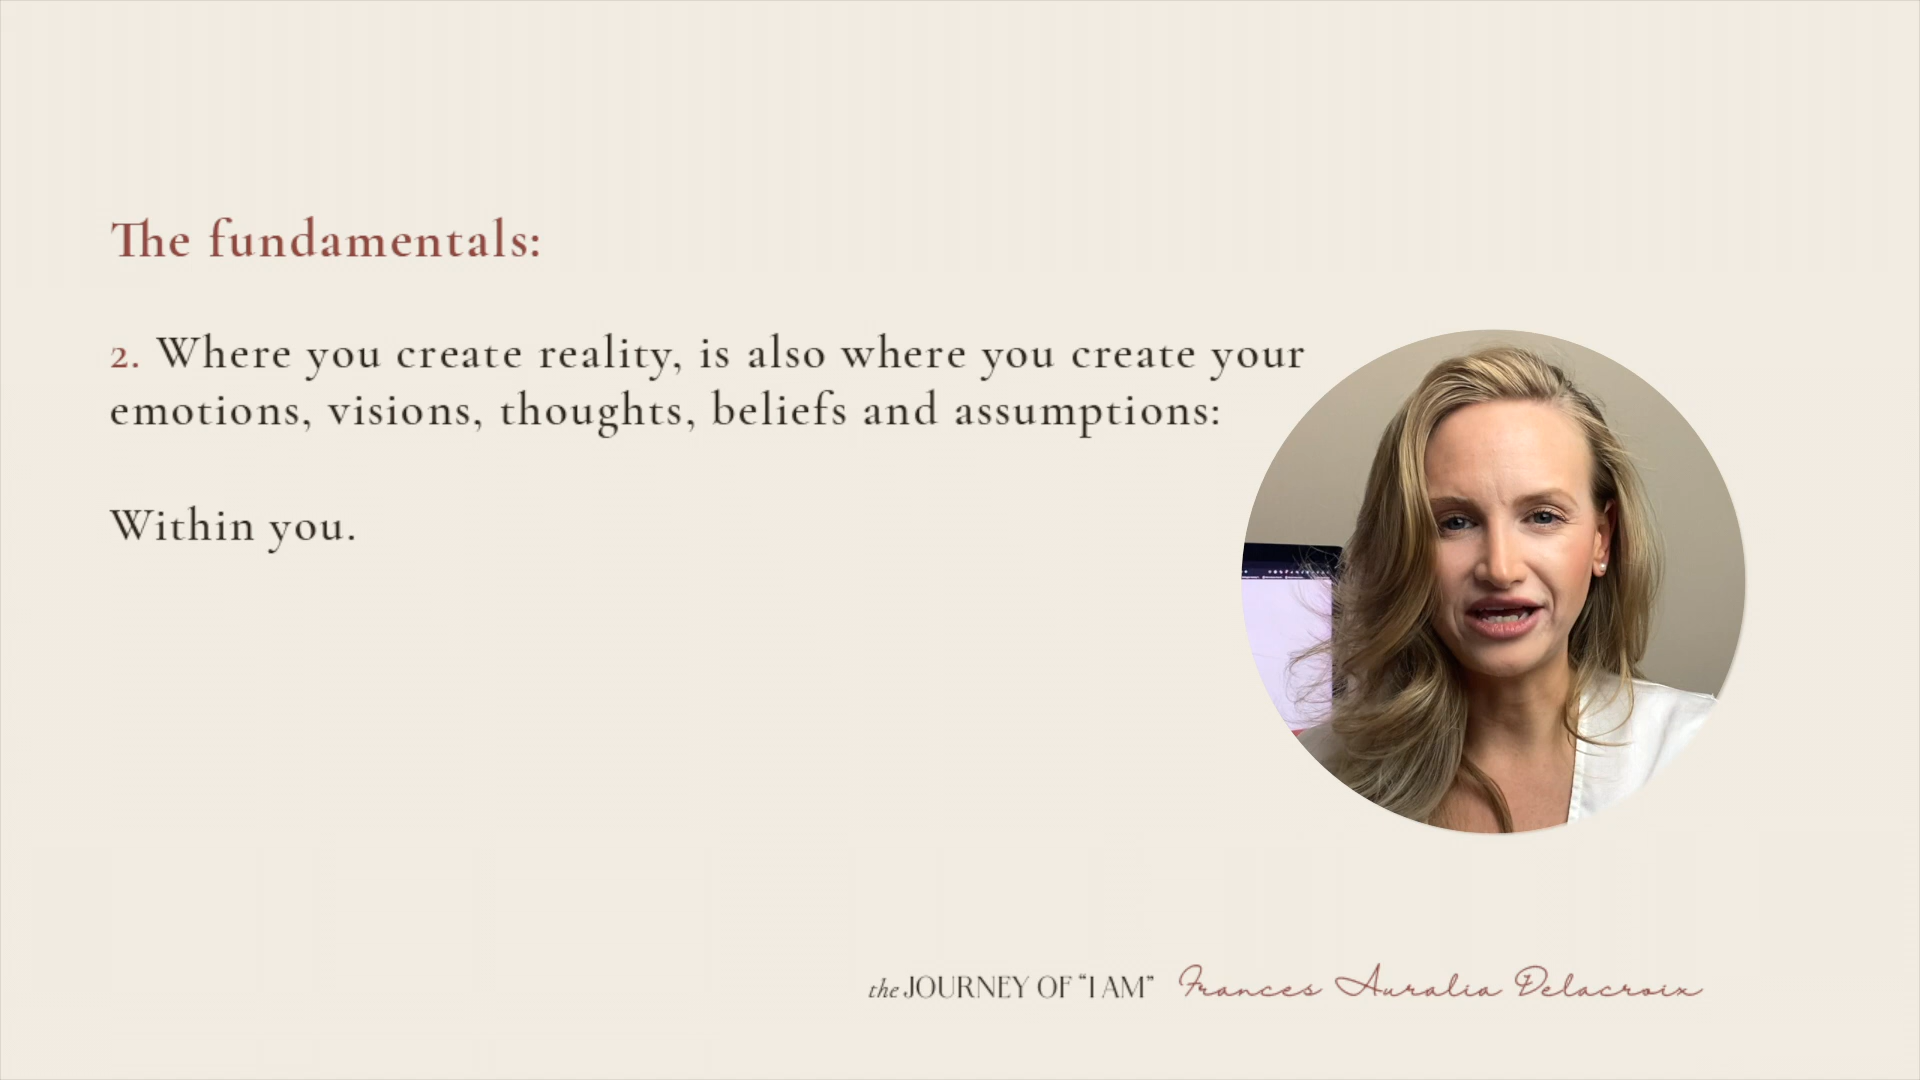 The fundamentals:
2. Where you create reality, is also where you create your
emotions, visions, thoughts, beliefs and assumptions:
Within you.
the JOURNEY OF “I AM” Frances Auralia Delacroix